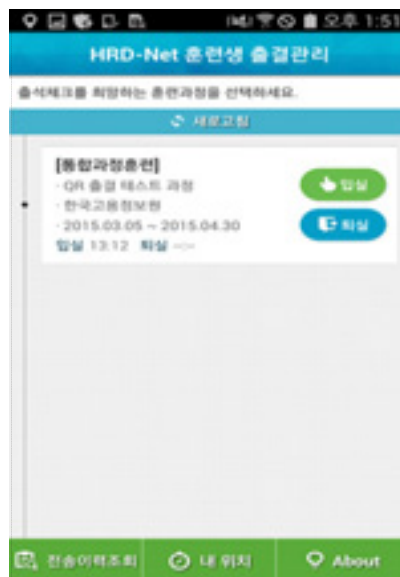 오후 1:51
HRD-Net 훈련생 출결관리
출석체크를 희망하는 훈련과정을 선택하세요.
새로고침
[통합과정훈련]
· QR 출결 테스트 과정
· 한국고용정보원
· 2015.03.05 ~ 2015.04.30
입실 13:12 퇴실 --:--
입실
퇴실
전송이력조회
내 위치
About